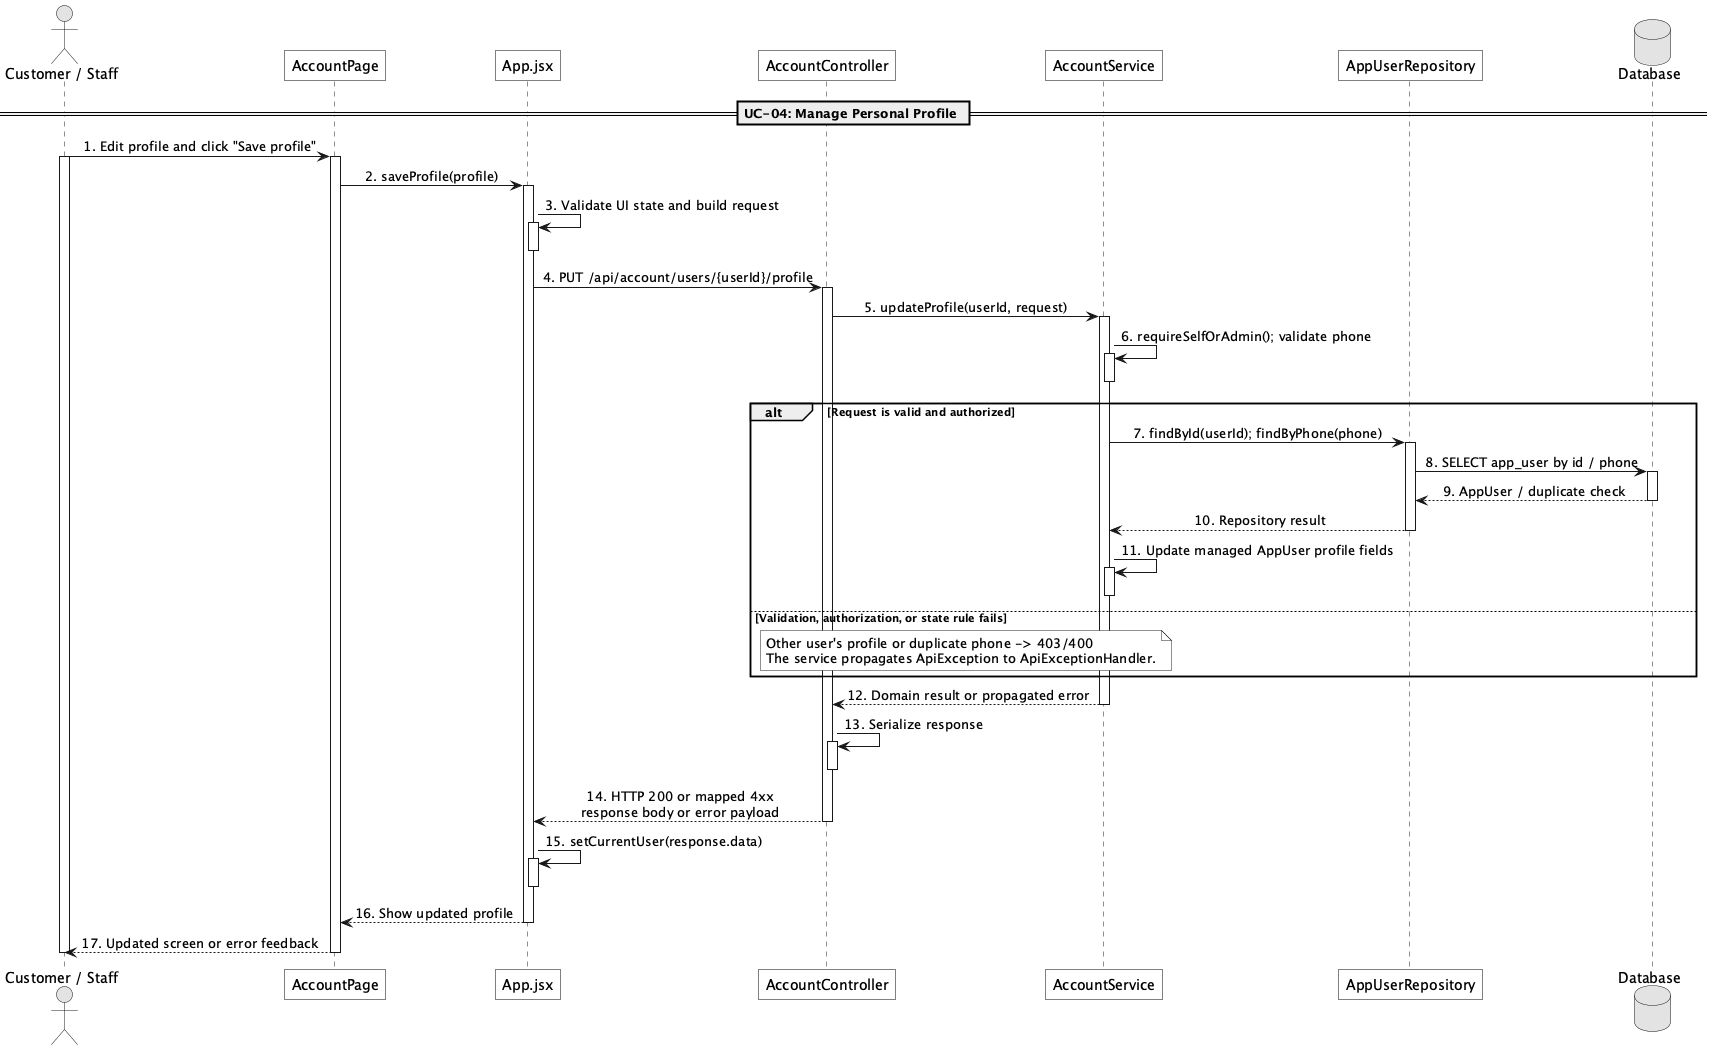 Customer / Staff
AccountPage
App.jsx
AccountController
AccountService
AppUserRepository
Database
UC-04: Manage Personal Profile
1. Edit profile and click "Save profile"
2. saveProfile(profile)
3. Validate UI state and build request
4. PUT /api/account/users/{userId}/profile
5. updateProfile(userId, request)
6. requireSelfOrAdmin(); validate phone
alt
[Request is valid and authorized]
7. findById(userId); findByPhone(phone)
8. SELECT app_user by id / phone
9. AppUser / duplicate check
10. Repository result
11. Update managed AppUser profile fields
[Validation, authorization, or state rule fails]
Other user's profile or duplicate phone -> 403/400
The service propagates ApiException to ApiExceptionHandler.
12. Domain result or propagated error
13. Serialize response
14. HTTP 200 or mapped 4xx
response body or error payload
15. setCurrentUser(response.data)
16. Show updated profile
17. Updated screen or error feedback
Customer / Staff
AccountPage
App.jsx
AccountController
AccountService
AppUserRepository
Database